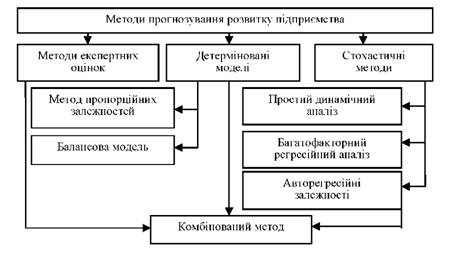 Методи прогнозування розвитку підприємства
Методи експертних
оцінок
Детерміновані
моделі
Стохастичні
методи
Метод пропорційних
залежностей
Балансова модель
Простий динамічний
аналіз
Багатофакторний
регресійний аналіз
Авторегресійні
залежності
Комбінований
метод